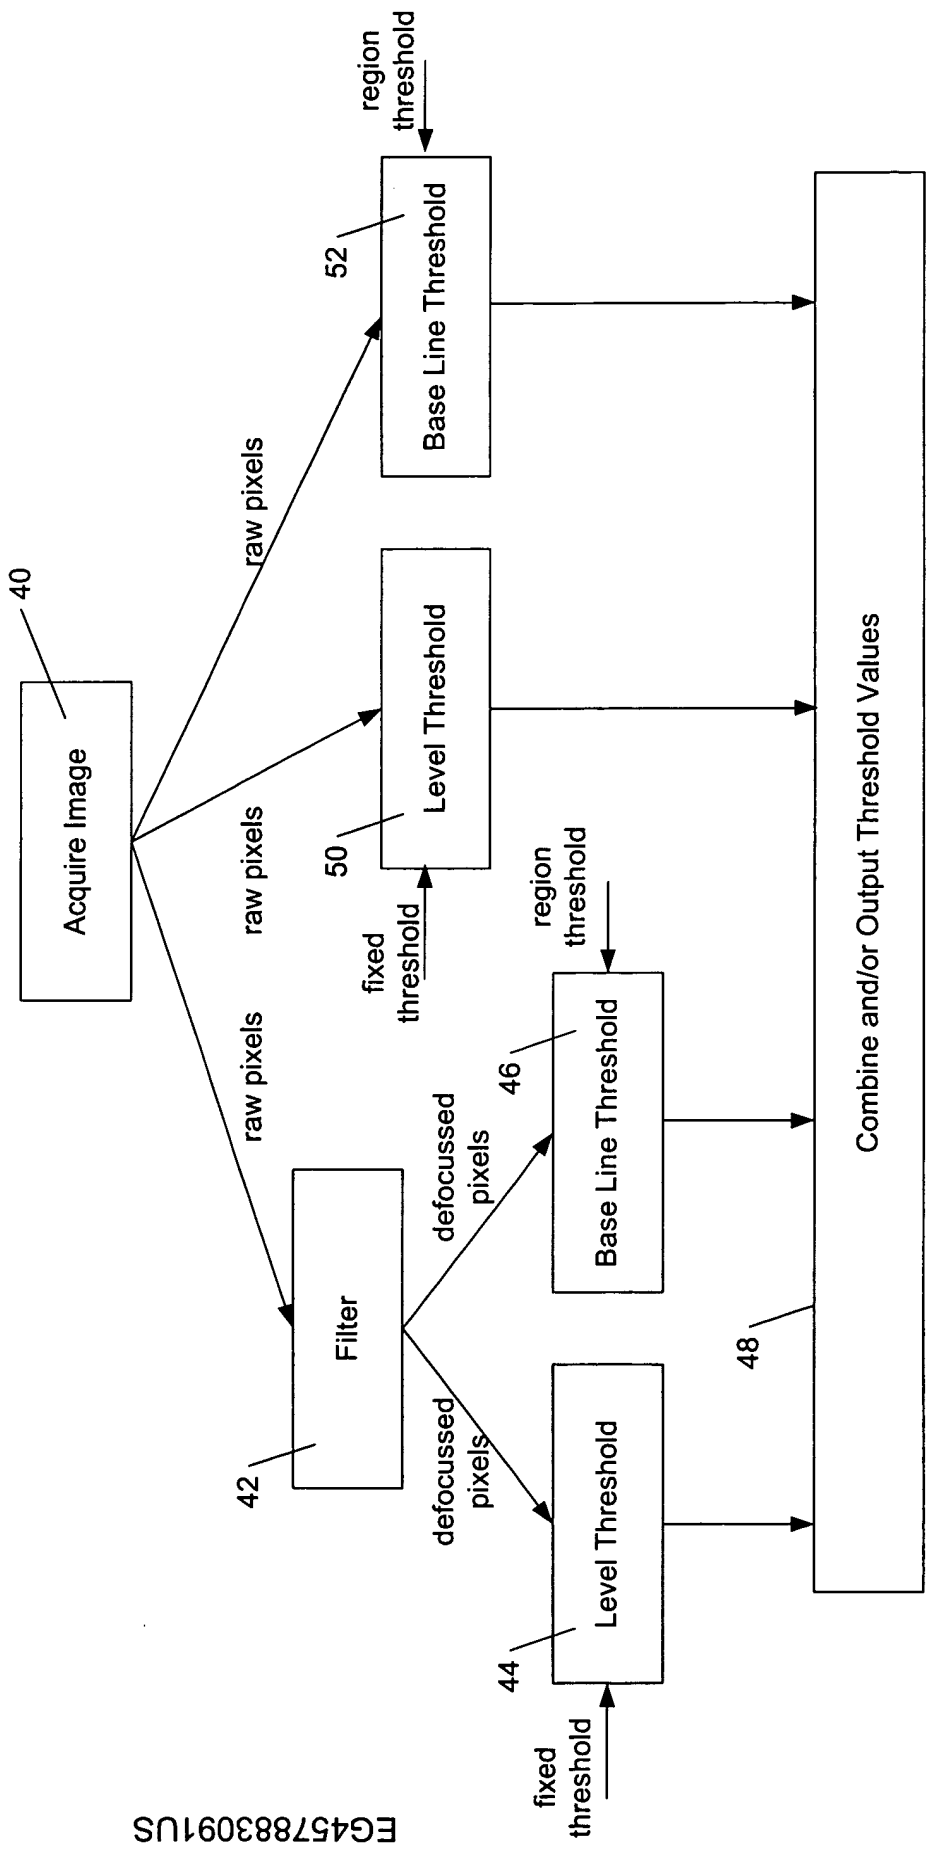 40
Acquire Image
raw pixels
raw pixels
raw pixels
42
Filter
50
Level Threshold
fixed
threshold
52
Base Line Threshold
region
threshold
defocussed
pixels
defocussed
pixels
44
Level Threshold
fixed
threshold
46
Base Line Threshold
region
threshold
48
Combine and/or Output Threshold Values
EG457883091US